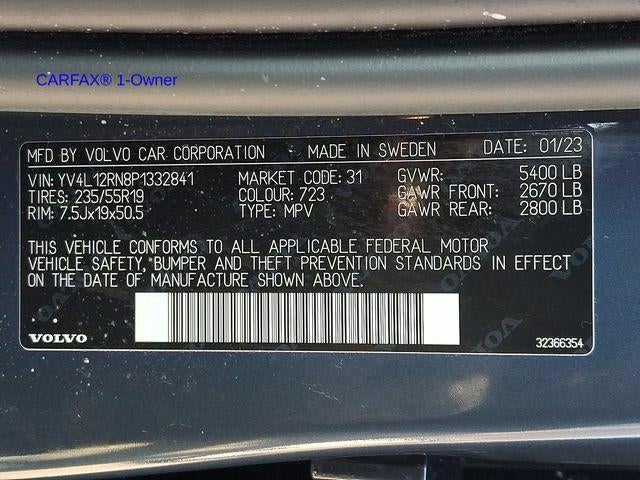 CARFAX® 1-Owner
MFD BY VOLVO CAR CORPORATION MADE IN SWEDEN DATE: 01/23
VIN: YV4L12RN8P1332841 MARKET CODE: 31 GVWR: 5400 LB
TIRES: 235/55R19 COLOUR: 723 GAWR FRONT: 2670 LB
RIM: 7.5Jx19x50.5 TYPE: MPV GAWR REAR: 2800 LB
THIS VEHICLE CONFORMS TO ALL APPLICABLE FEDERAL MOTOR
VEHICLE SAFETY, BUMPER AND THEFT PREVENTION STANDARDS IN EFFECT
ON THE DATE OF MANUFACTURE SHOWN ABOVE.
VOLVO 32366354